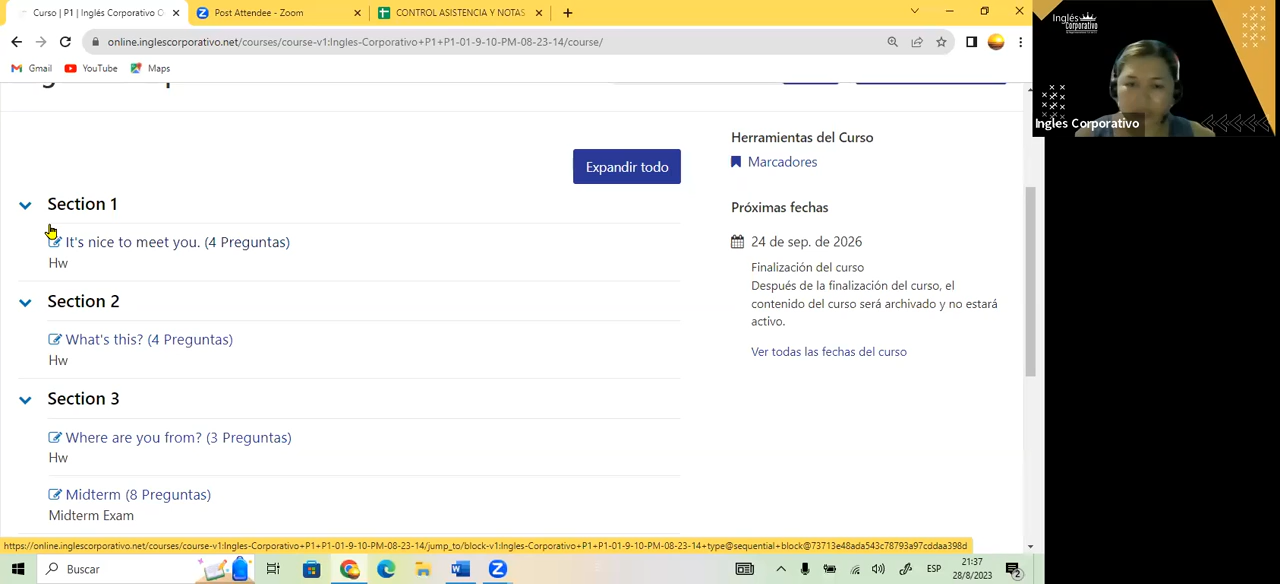 Curso | P1 | Inglés Corporativo
Post Attendee - Zoom
CONTROL ASISTENCIA Y NOTAS
online.inglescorporativo.net/courses/course-v1:Ingles-Corporativo+P1+P1-01-9-10-PM-08-23-14/course/
Gmail
YouTube
Maps
Inglés
Corporativo
Ingles Corporativo
Herramientas del Curso
Marcadores
Expandir todo
Próximas fechas
24 de sep. de 2026
Finalización del curso
Después de la finalización del curso, el
contenido del curso será archivado y no estará
activo.
Ver todas las fechas del curso
Section 1
It's nice to meet you. (4 Preguntas)
Hw
Section 2
What's this? (4 Preguntas)
Hw
Section 3
Where are you from? (3 Preguntas)
Hw
Midterm (8 Preguntas)
Midterm Exam
https://online.inglescorporativo.net/courses/course-v1:Ingles-Corporativo+P1+P1-01-9-10-PM-08-23-14/jump_to/block-v1:Ingles-Corporativo+P1+P1-01-9-10-PM-08-23-14+type@sequential+block@73713e48ada543c78793a97cddaa398d
Buscar
ESP
21:37
28/8/2023
2